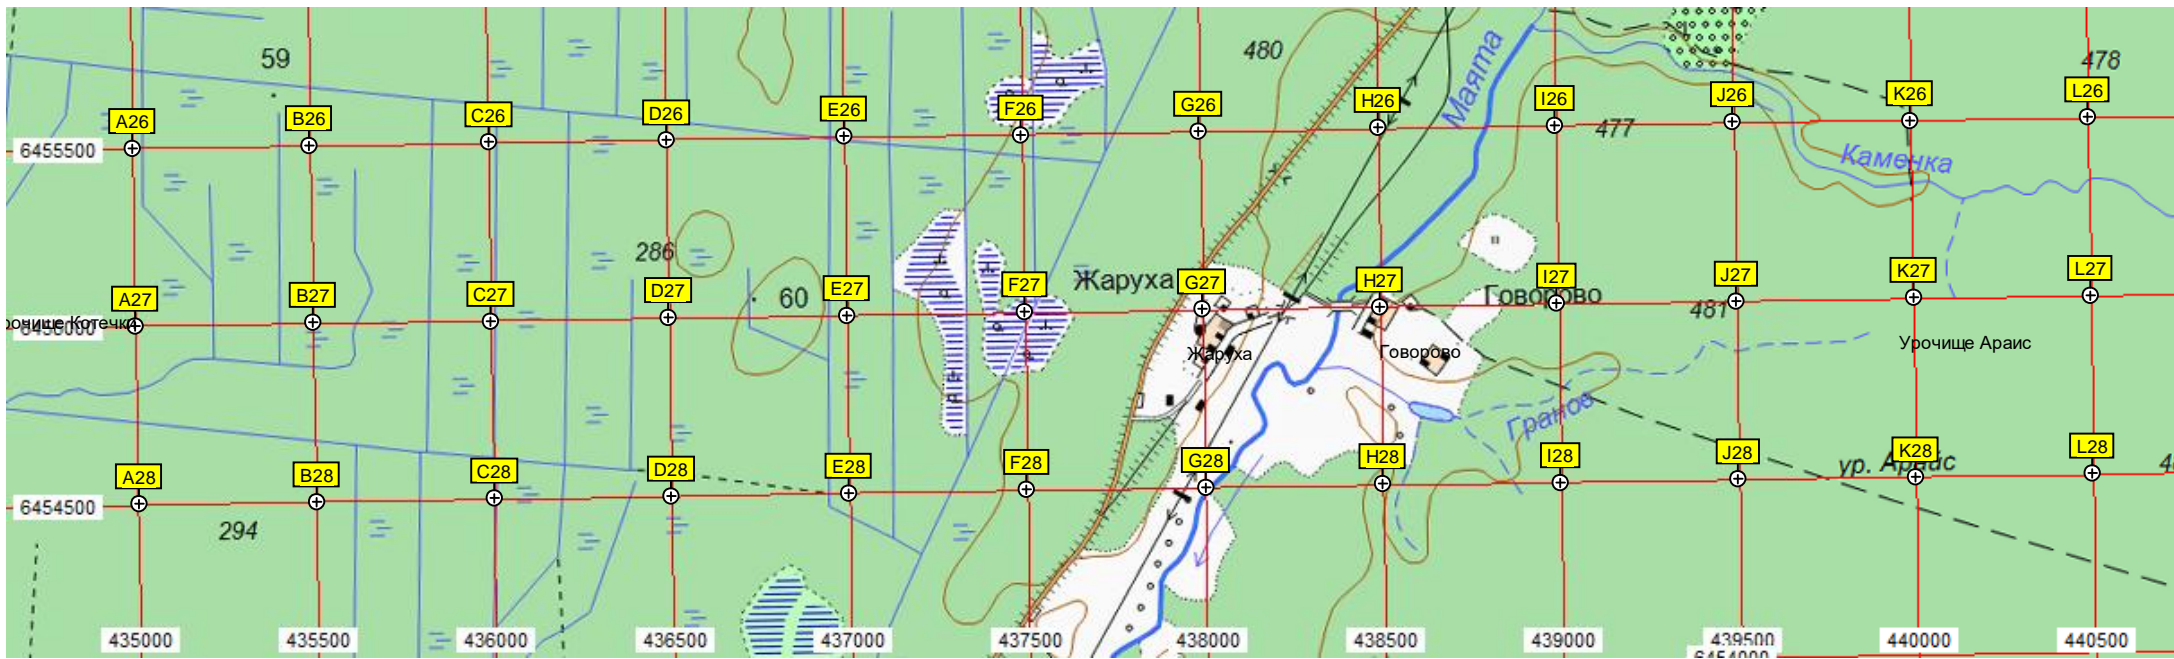 59
480
Маята
478
A26 B26 C26 D26 E26 F26 G26 H26 I26 J26 K26 L26
477
6455500
Каменка
286
Жаруха
60
Говорово
481
A27 B27 C27 D27 E27 F27 G27 H27 I27 J27 K27 L27
рочище Котечка
Жаруха
Говорово
Урочище Араис
Гранов
A28 B28 C28 D28 E28 F28 G28 H28 I28 J28 K28 L28
ур. Араис
6454500
294
435000 435500 436000 436500 437000 437500 438000 438500 439000 439500 440000 440500